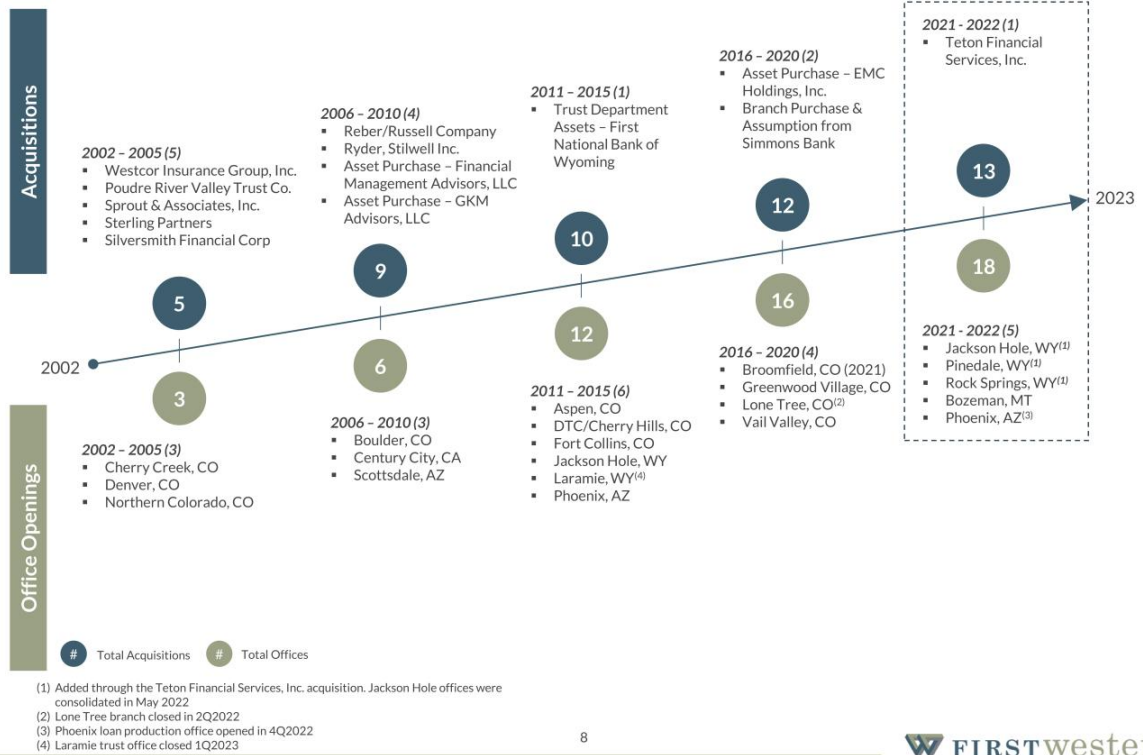 Acquisitions
2002 – 2005 (5)
▪ Westcor Insurance Group, Inc.
▪ Poudre River Valley Trust Co.
▪ Sprout & Associates, Inc.
▪ Sterling Partners
▪ Silversmith Financial Corp
2006 – 2010 (4)
▪ Reber/Russell Company
▪ Ryder, Stilwell Inc.
▪ Asset Purchase – Financial
Management Advisors, LLC
▪ Asset Purchase – GKM
Advisors, LLC
2011 – 2015 (1)
▪ Trust Department
Assets – First
National Bank of
Wyoming
2016 – 2020 (2)
▪ Asset Purchase – EMC
Holdings, Inc.
▪ Branch Purchase &
Assumption from
Simmons Bank
2021 - 2022 (1)
▪ Teton Financial
Services, Inc.
5
9
10
12
13
2002
2023
3
6
12
16
18
Office Openings
2002 – 2005 (3)
▪ Cherry Creek, CO
▪ Denver, CO
▪ Northern Colorado, CO
2006 – 2010 (3)
▪ Boulder, CO
▪ Century City, CA
▪ Scottsdale, AZ
2011 – 2015 (6)
▪ Aspen, CO
▪ DTC/Cherry Hills, CO
▪ Fort Collins, CO
▪ Jackson Hole, WY
▪ Laramie, WY(4)
▪ Phoenix, AZ
2016 – 2020 (4)
▪ Broomfield, CO (2021)
▪ Greenwood Village, CO
▪ Lone Tree, CO(2)
▪ Vail Valley, CO
2021 - 2022 (5)
▪ Jackson Hole, WY(1)
▪ Pinedale, WY(1)
▪ Rock Springs, WY(1)
▪ Bozeman, MT
▪ Phoenix, AZ(3)
# Total Acquisitions # Total Offices
(1) Added through the Teton Financial Services, Inc. acquisition. Jackson Hole offices were
consolidated in May 2022
(2) Lone Tree branch closed in 2Q2022
(3) Phoenix loan production office opened in 4Q2022
(4) Laramie trust office closed 1Q2023
8
FIRST weste